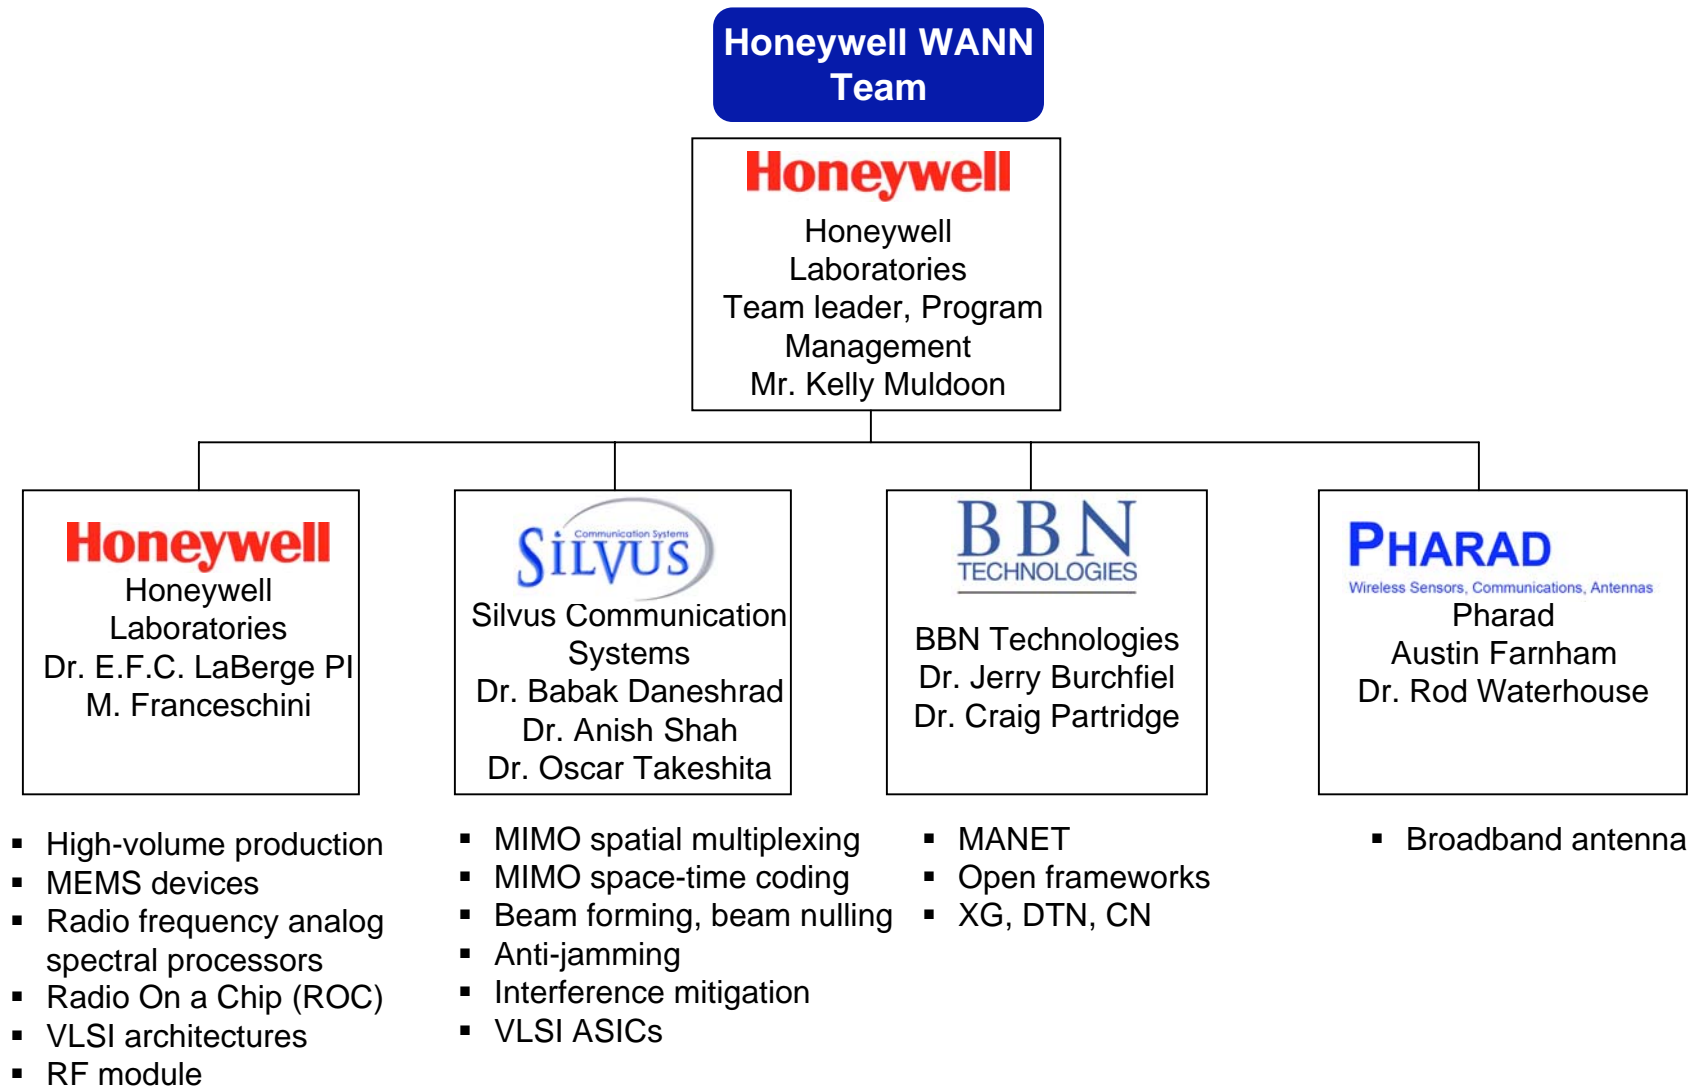 Honeywell WANN
Team
Honeywell
Honeywell
Laboratories
Team leader, Program
Management
Mr. Kelly Muldoon
Honeywell
Honeywell
Laboratories
Dr. E.F.C. LaBerge PI
M. Franceschini
Communication Systems
SILVUS
Silvus Communication
Systems
Dr. Babak Daneshrad
Dr. Anish Shah
Dr. Oscar Takeshita
BBN
TECHNOLOGIES
BBN Technologies
Dr. Jerry Burchfiel
Dr. Craig Partridge
PHARAD
Wireless Sensors, Communications, Antennas
Pharad
Austin Farnham
Dr. Rod Waterhouse
▪ High-volume production
▪ MEMS devices
▪ Radio frequency analog
spectral processors
▪ Radio On a Chip (ROC)
▪ VLSI architectures
▪ RF module
▪ MIMO spatial multiplexing
▪ MIMO space-time coding
▪ Beam forming, beam nulling
▪ Anti-jamming
▪ Interference mitigation
▪ VLSI ASICs
▪ MANET
▪ Open frameworks
▪ XG, DTN, CN
▪ Broadband antenna